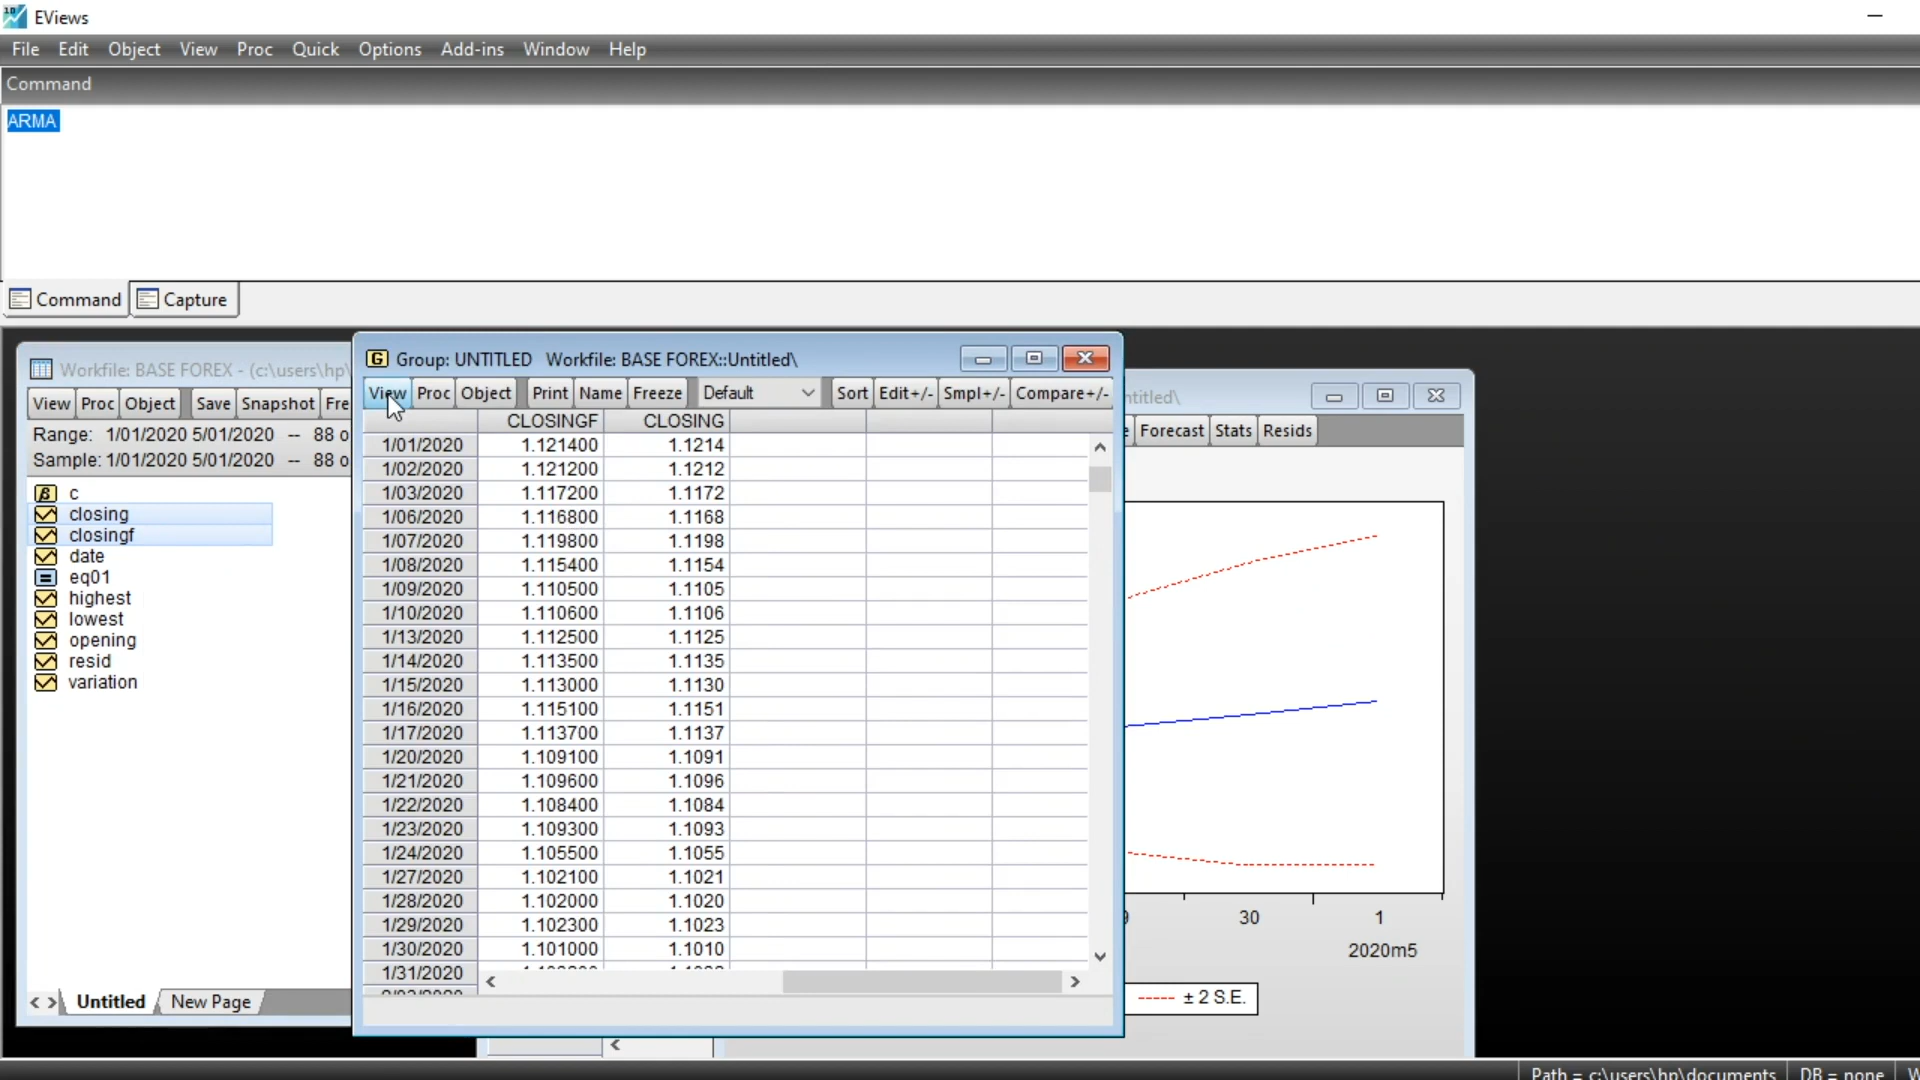 EViews
File Edit Object View Proc Quick Options Add-ins Window Help
Command
ARMA
Command Capture
Workfile: BASE FOREX - (c:\users\hp\
View Proc Object Save Snapshot Fre
Range: 1/01/2020 5/01/2020 -- 88 o
Sample: 1/01/2020 5/01/2020 -- 88 o
c
closing
closingf
date
eq01
highest
lowest
opening
resid
variation
Untitled New Page
G Group: UNTITLED Workfile: BASE FOREX::Untitled\
View Proc Object Print Name Freeze Default Sort Edit+/- Smpl+/- Compare+/-
CLOSINGF CLOSING
1/01/2020 1.121400 1.1214
1/02/2020 1.121200 1.1212
1/03/2020 1.117200 1.1172
1/06/2020 1.116800 1.1168
1/07/2020 1.119800 1.1198
1/08/2020 1.115400 1.1154
1/09/2020 1.110500 1.1105
1/10/2020 1.110600 1.1106
1/13/2020 1.112500 1.1125
1/14/2020 1.113500 1.1135
1/15/2020 1.113000 1.1130
1/16/2020 1.115100 1.1151
1/17/2020 1.113700 1.1137
1/20/2020 1.109100 1.1091
1/21/2020 1.109600 1.1096
1/22/2020 1.108400 1.1084
1/23/2020 1.109300 1.1093
1/24/2020 1.105500 1.1055
1/27/2020 1.102100 1.1021
1/28/2020 1.102000 1.1020
1/29/2020 1.102300 1.1023
1/30/2020 1.101000 1.1010
1/31/2020
ntitled\
e Forecast Stats Resids
30 1
2020m5
± 2 S.E.
Path = c:\users\hp\documents DB = none W